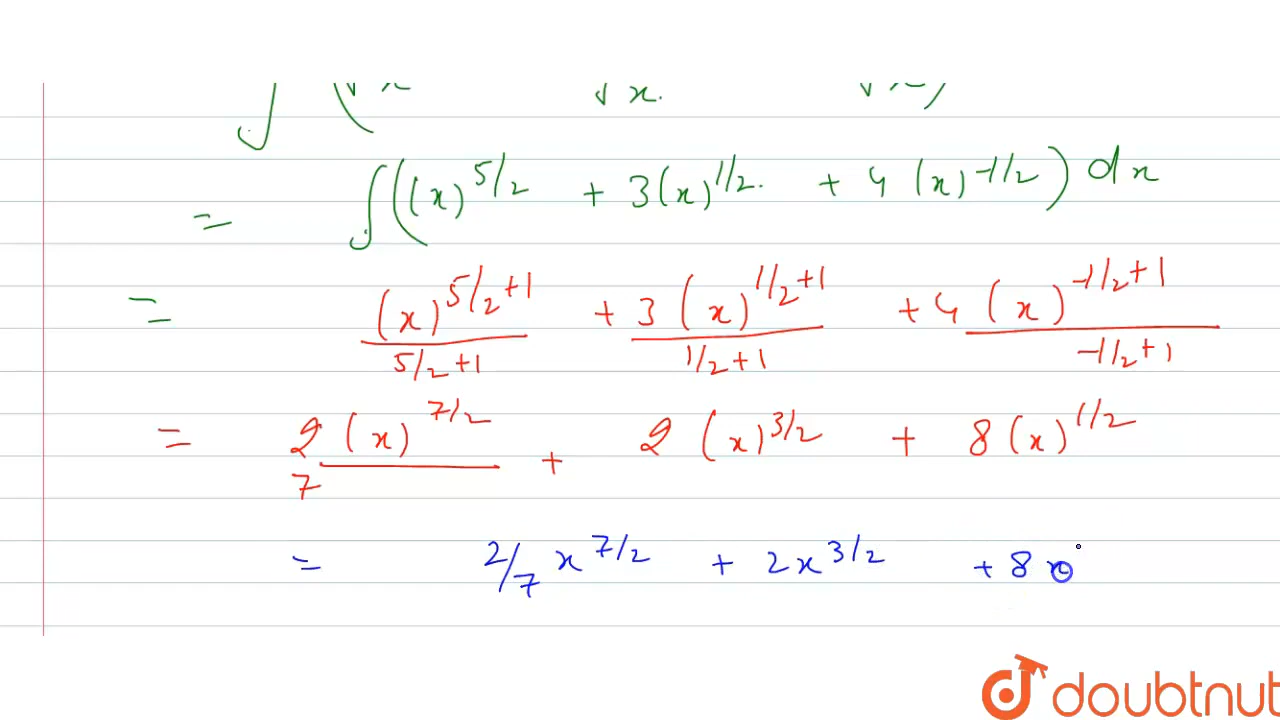 ∫ (√x √x. √x)
= ∫((x)^5/2 + 3(x)^1/2. + 4(x)^-1/2) dx
= (x)^5/2+1 / 5/2+1 + 3(x)^1/2+1 / 1/2+1 + 4(x)^-1/2+1 / -1/2+1
= 2(x)^7/2 / 7 + 2(x)^3/2 + 8(x)^1/2
= 2/7 x^7/2 + 2x^3/2 + 8x
doubtnut